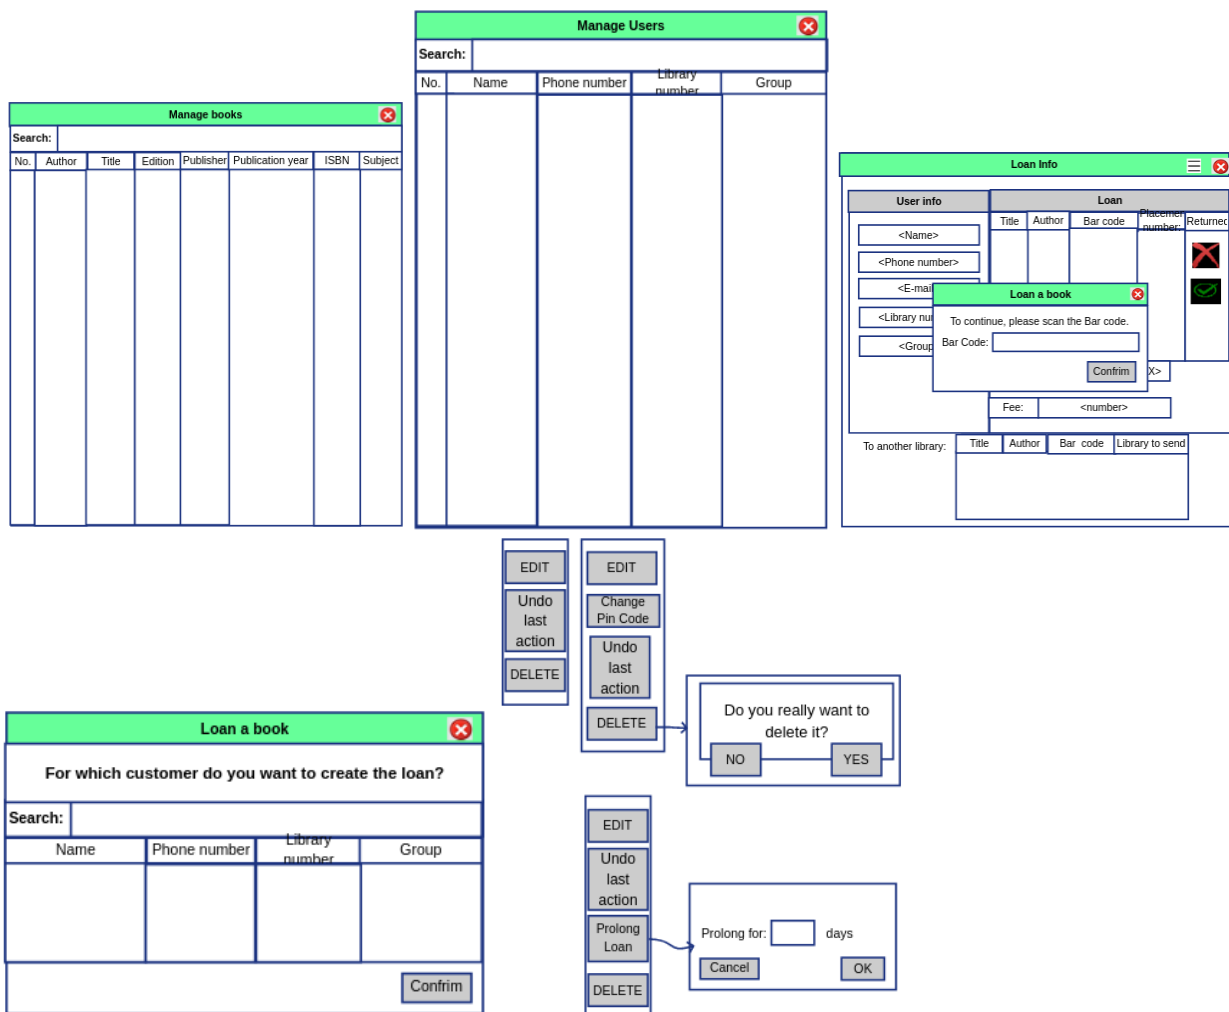 Manage Users
Search:
No. Name Phone number Library number Group
Manage books
Search:
No. Author Title Edition Publisher Publication year ISBN Subject
Loan Info
User info
<Name>
<Phone number>
<E-mai
<Library nu
<Group
Loan
Title Author Bar code Placemen number: Returned
Loan a book
To continue, please scan the Bar code.
Bar Code:
Confrim
X>
Fee: <number>
To another library:
Title Author Bar code Library to send
EDIT
Undo
last
action
DELETE
EDIT
Change
Pin Code
Undo
last
action
DELETE
Do you really want to
delete it?
NO YES
Loan a book
For which customer do you want to create the loan?
Search:
Name Phone number Library number Group
Confrim
EDIT
Undo
last
action
Prolong
Loan
DELETE
Prolong for: days
Cancel OK